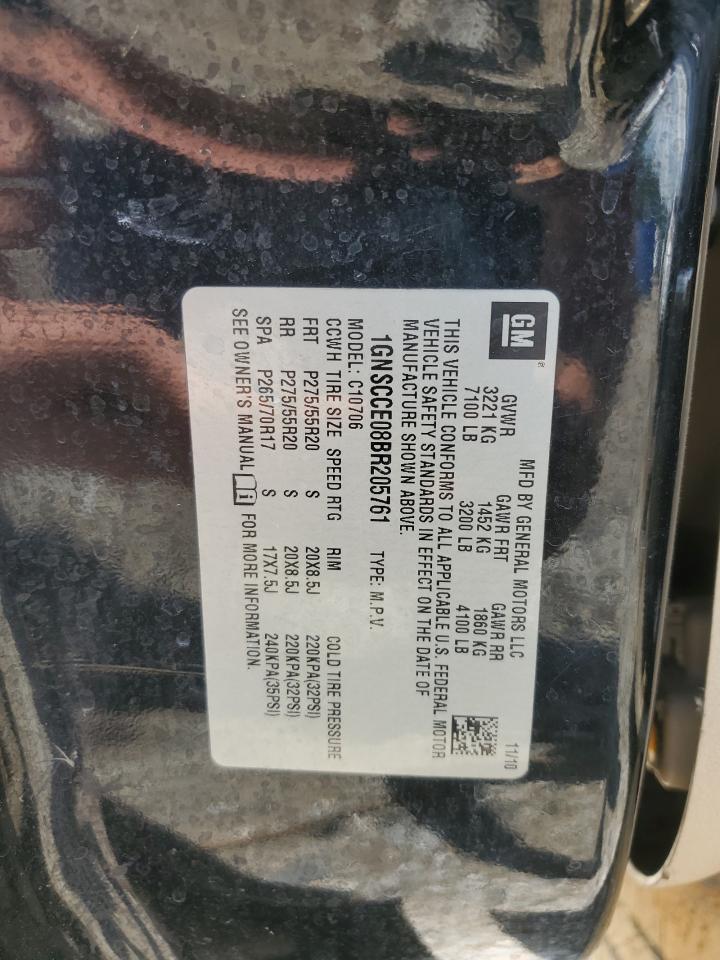 GM
MFD BY GENERAL MOTORS LLC 11/10
GVWR GAWR FRT GAWR RR
3221 KG 1452 KG 1860 KG
7100 LB 3200 LB 4100 LB
THIS VEHICLE CONFORMS TO ALL APPLICABLE U.S. FEDERAL MOTOR
VEHICLE SAFETY STANDARDS IN EFFECT ON THE DATE OF
MANUFACTURE SHOWN ABOVE.
1GNSCCE08BR205761 TYPE: M.P.V.
MODEL: C10706
CCWH TIRE SIZE SPEED RTG RIM COLD TIRE PRESSURE
FRT P275/55R20 S 20X8.5J 220KPA(32PSI)
RR P275/55R20 S 20X8.5J 220KPA(32PSI)
SPA P265/70R17 S 17X7.5J 240KPA(35PSI)
SEE OWNER'S MANUAL i FOR MORE INFORMATION.